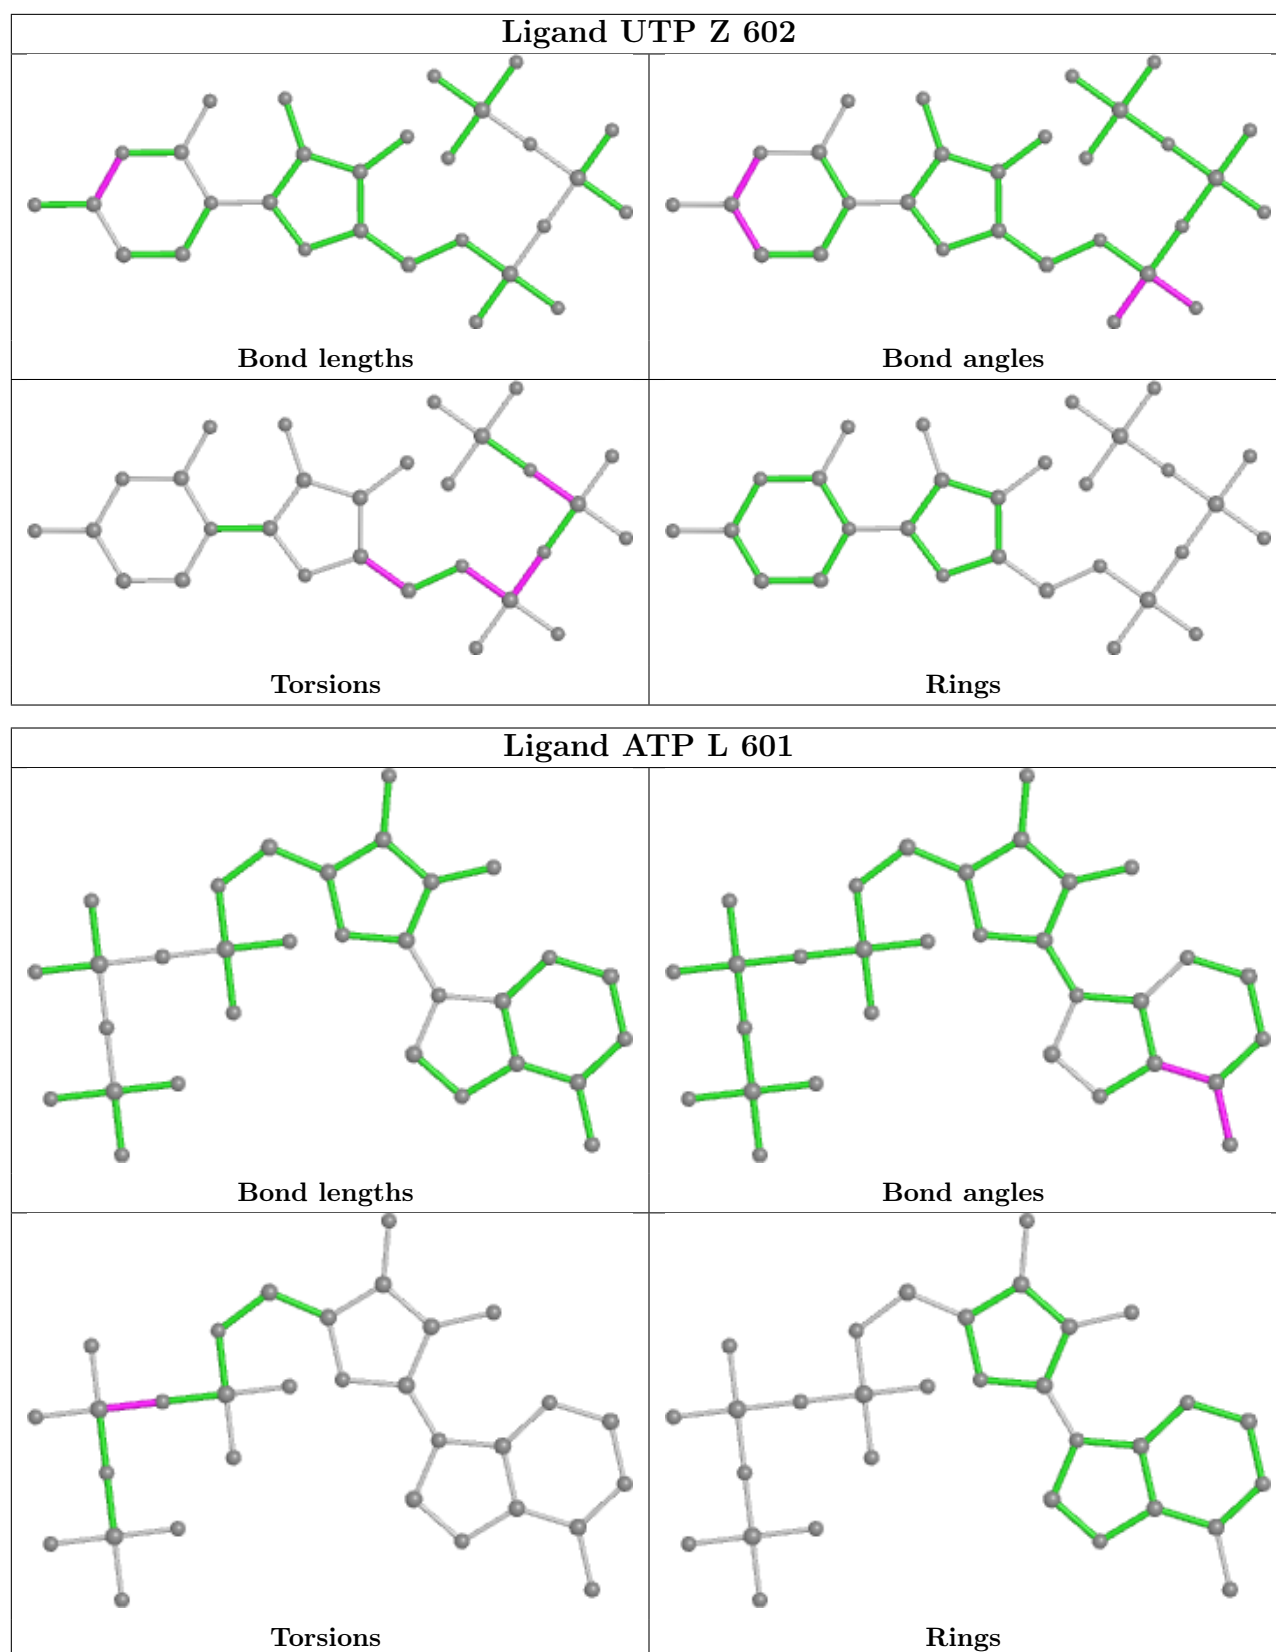 Ligand UTP Z 602
Bond lengths
Bond angles
Torsions
Rings
Ligand ATP L 601
Bond lengths
Bond angles
Torsions
Rings